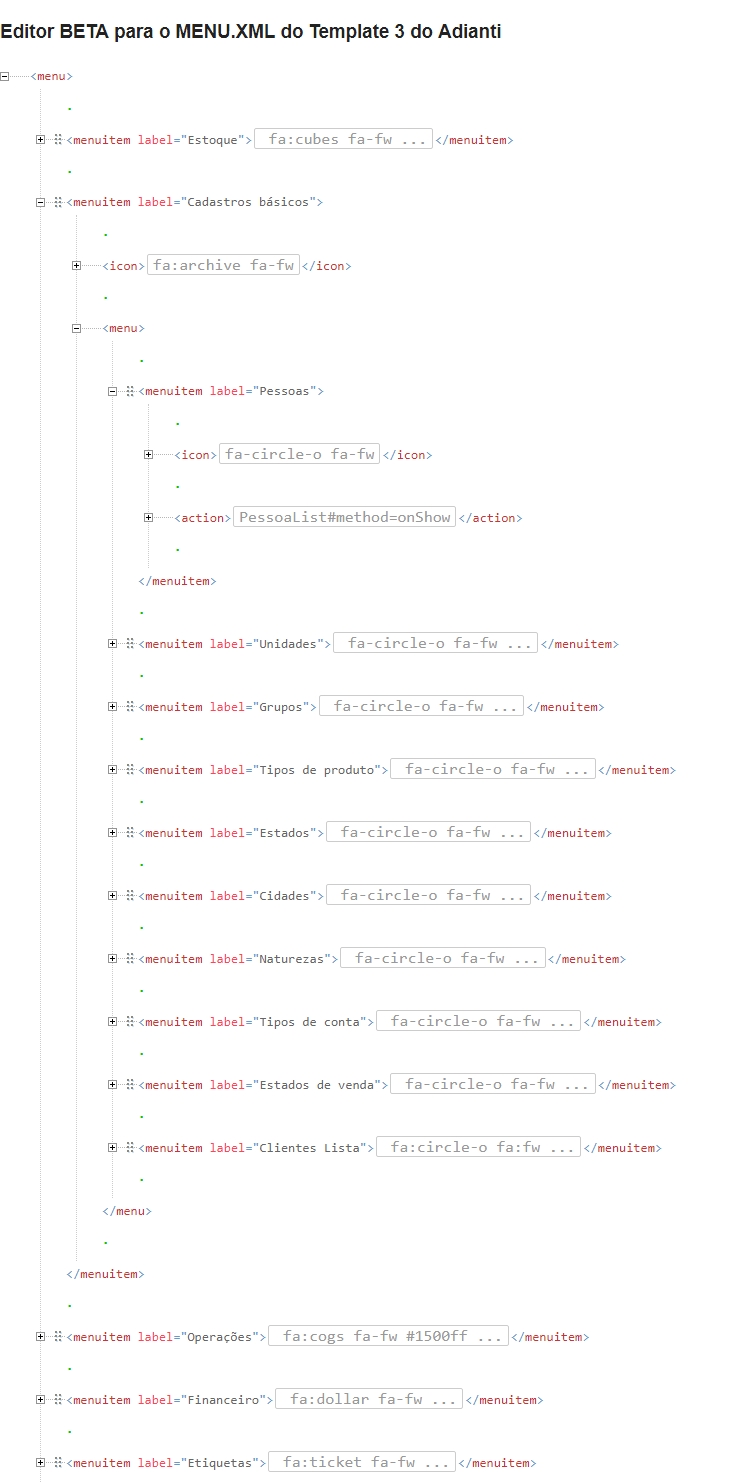 Editor BETA para o MENU.XML do Template 3 do Adianti
<menu>
<menuitem label="Estoque"> fa:cubes fa-fw ... </menuitem>
<menuitem label="Cadastros básicos">
<icon>fa:archive fa-fw</icon>
<menu>
<menuitem label="Pessoas">
<icon>fa-circle-o fa-fw</icon>
<action>PessoaList#method=onShow</action>
</menuitem>
<menuitem label="Unidades"> fa-circle-o fa-fw ... </menuitem>
<menuitem label="Grupos"> fa-circle-o fa-fw ... </menuitem>
<menuitem label="Tipos de produto"> fa-circle-o fa-fw ... </menuitem>
<menuitem label="Estados"> fa-circle-o fa-fw ... </menuitem>
<menuitem label="Cidades"> fa-circle-o fa-fw ... </menuitem>
<menuitem label="Naturezas"> fa-circle-o fa-fw ... </menuitem>
<menuitem label="Tipos de conta"> fa-circle-o fa-fw ... </menuitem>
<menuitem label="Estados de venda"> fa-circle-o fa-fw ... </menuitem>
<menuitem label="Clientes Lista"> fa:circle-o fa:fw ... </menuitem>
</menu>
</menuitem>
<menuitem label="Operações"> fa:cogs fa-fw #1500ff ... </menuitem>
<menuitem label="Financeiro"> fa:dollar fa-fw ... </menuitem>
<menuitem label="Etiquetas"> fa:ticket fa-fw ... </menuitem>